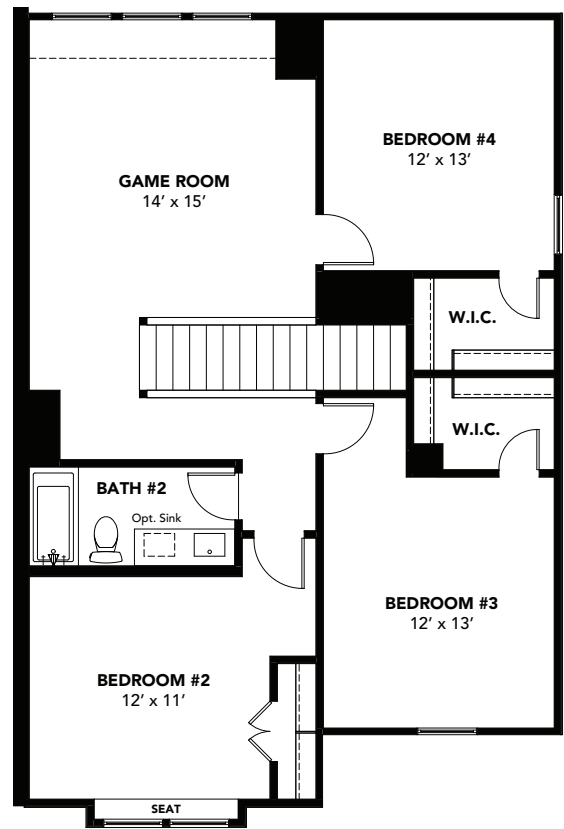 BEDROOM #4
12' x 13'
GAME ROOM
14' x 15'
W.I.C.
W.I.C.
BATH #2
Opt. Sink
BEDROOM #3
12' x 13'
BEDROOM #2
12' x 11'
SEAT